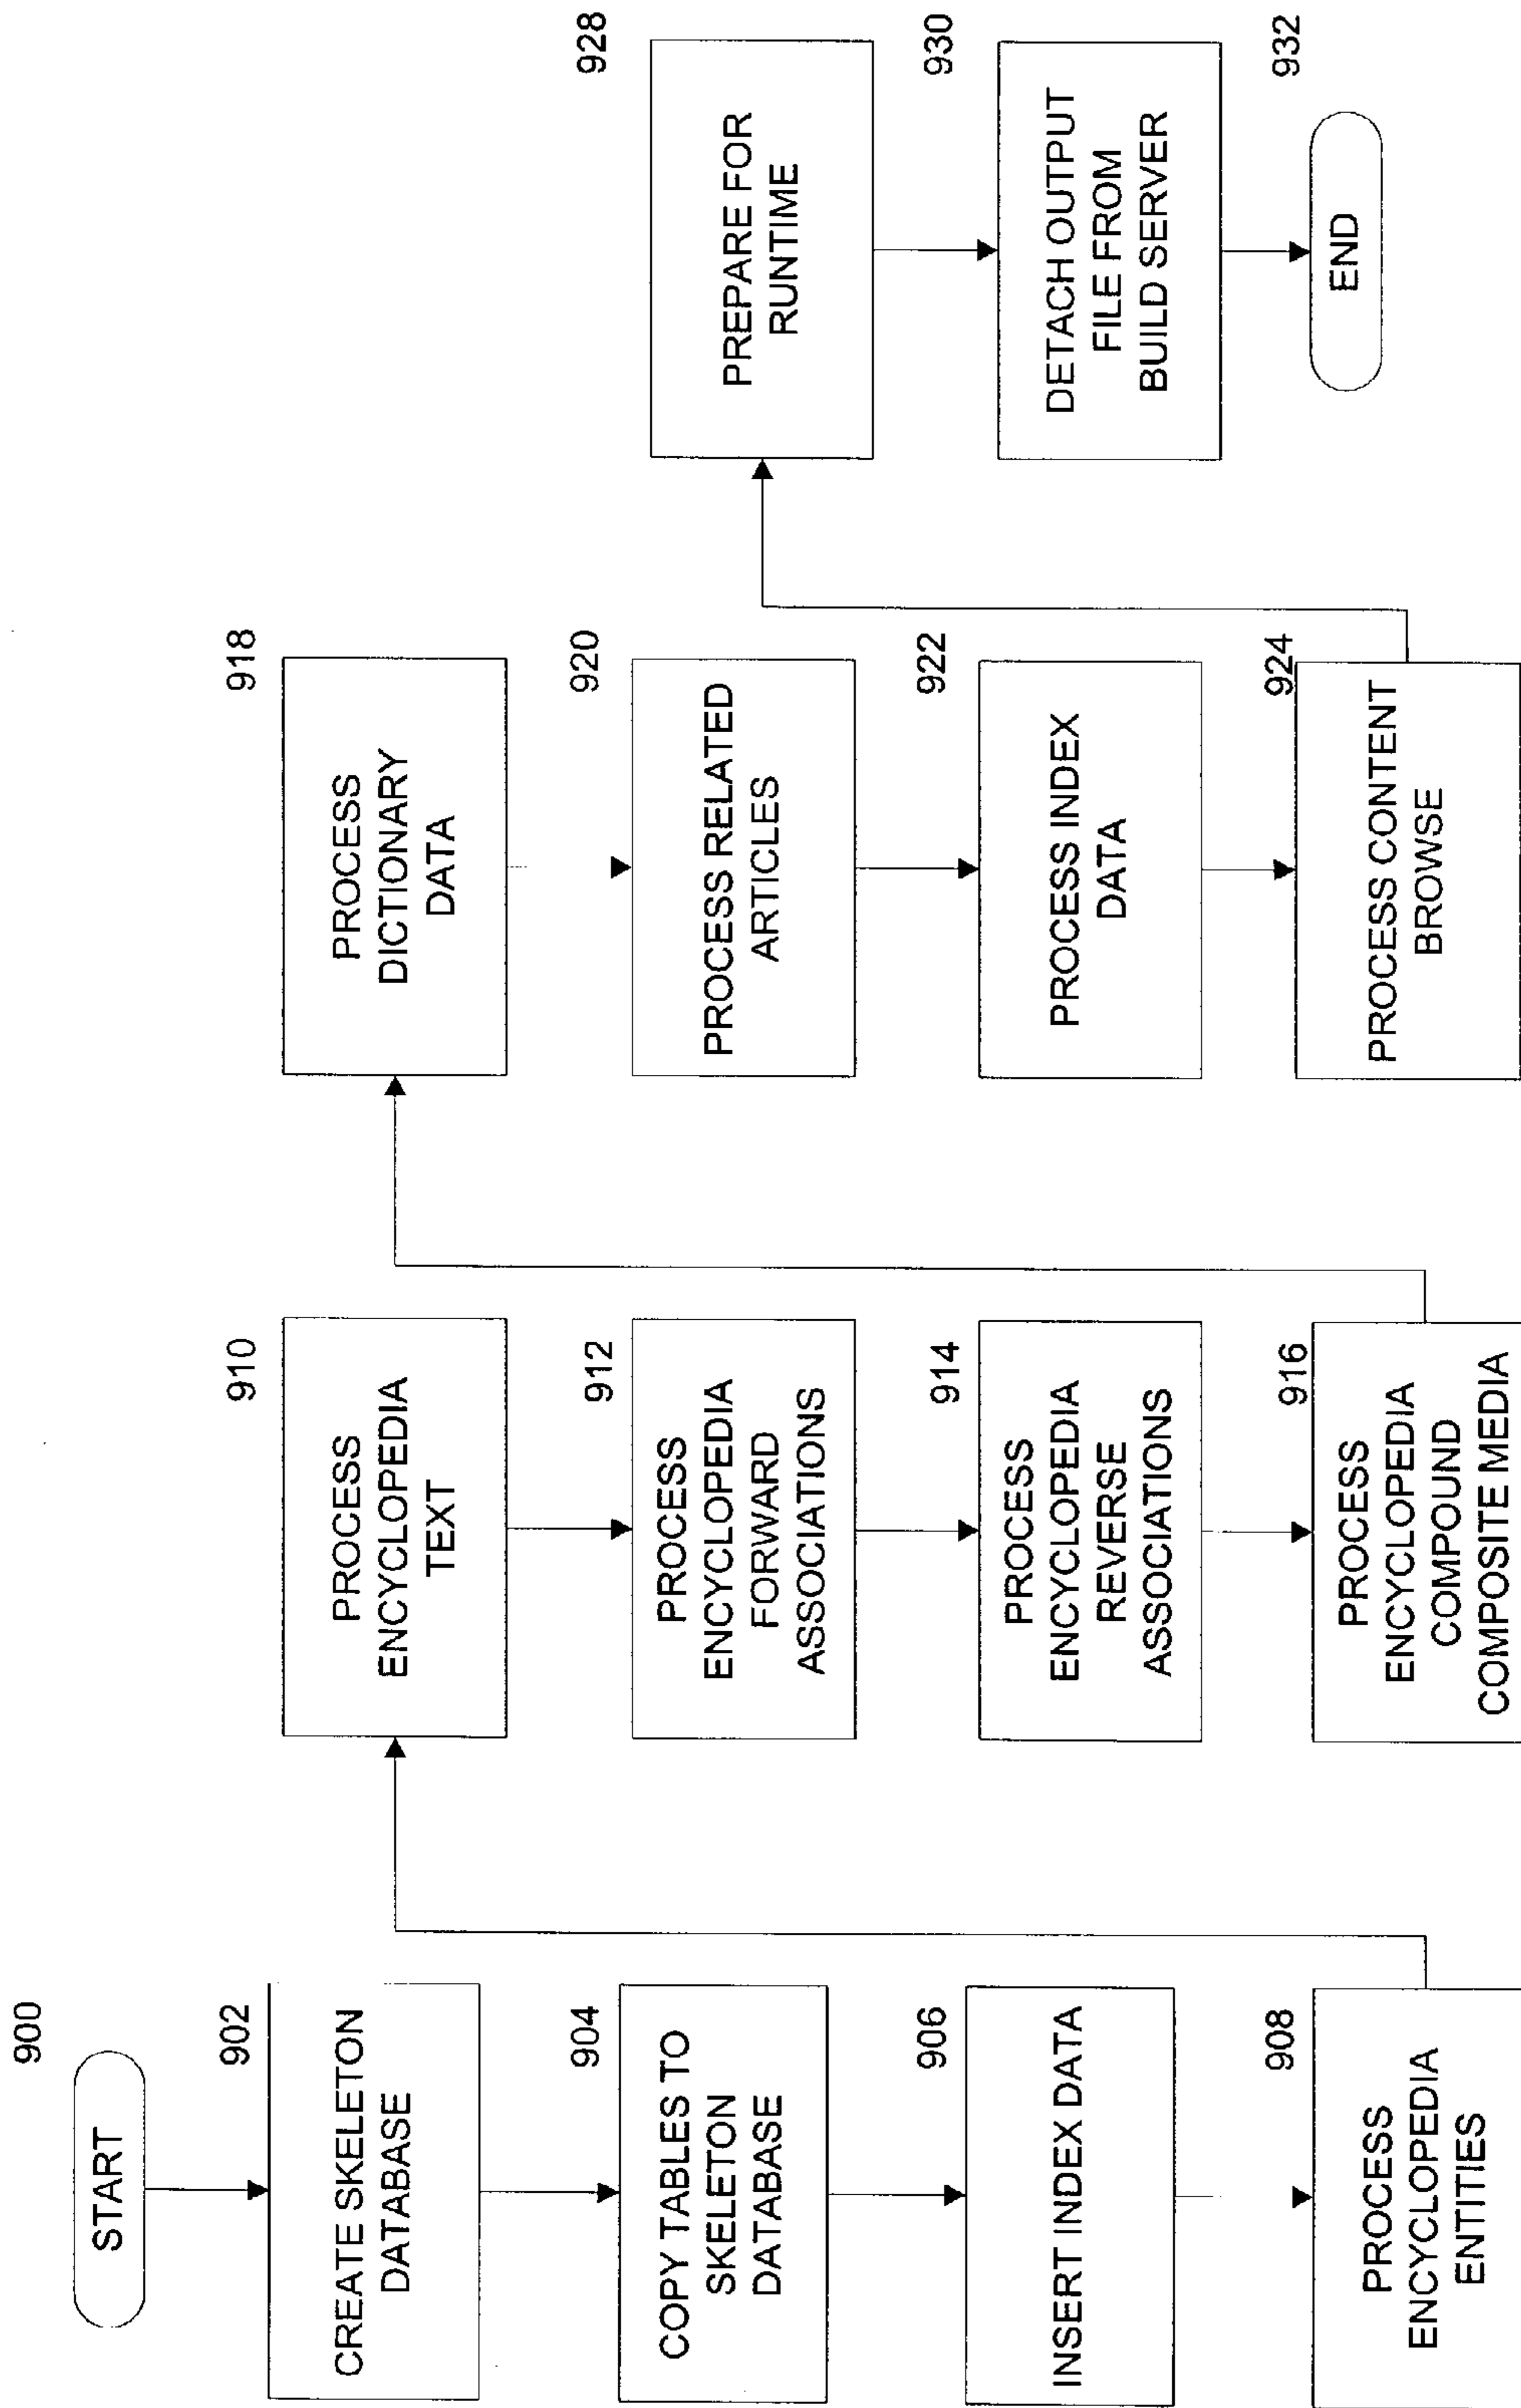 900
START
902
CREATE SKELETON
DATABASE
904
COPY TABLES TO
SKELETON
DATABASE
906
INSERT INDEX DATA
908
PROCESS
ENCYCLOPEDIA
ENTITIES
910
PROCESS
ENCYCLOPEDIA
TEXT
912
PROCESS
ENCYCLOPEDIA
FORWARD
ASSOCIATIONS
914
PROCESS
ENCYCLOPEDIA
REVERSE
ASSOCIATIONS
916
PROCESS
ENCYCLOPEDIA
COMPOUND
COMPOSITE MEDIA
918
PROCESS
DICTIONARY
DATA
920
PROCESS RELATED
ARTICLES
922
PROCESS INDEX
DATA
924
PROCESS CONTENT
BROWSE
928
PREPARE FOR
RUNTIME
930
DETACH OUTPUT
FILE FROM
BUILD SERVER
932
END